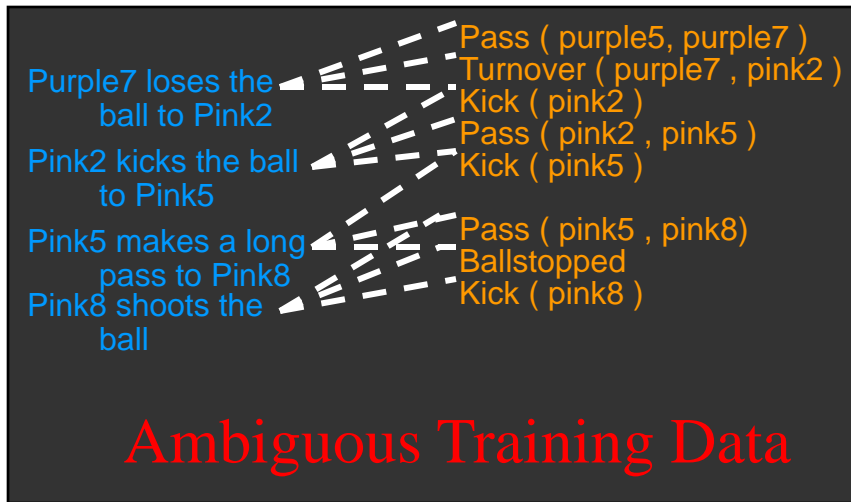 Purple7 loses the
ball to Pink2
Pink2 kicks the ball
to Pink5
Pink5 makes a long
pass to Pink8
Pink8 shoots the
ball
Pass ( purple5, purple7 )
Turnover ( purple7 , pink2 )
Kick ( pink2 )
Pass ( pink2 , pink5 )
Kick ( pink5 )
Pass ( pink5 , pink8)
Ballstopped
Kick ( pink8 )
Ambiguous Training Data